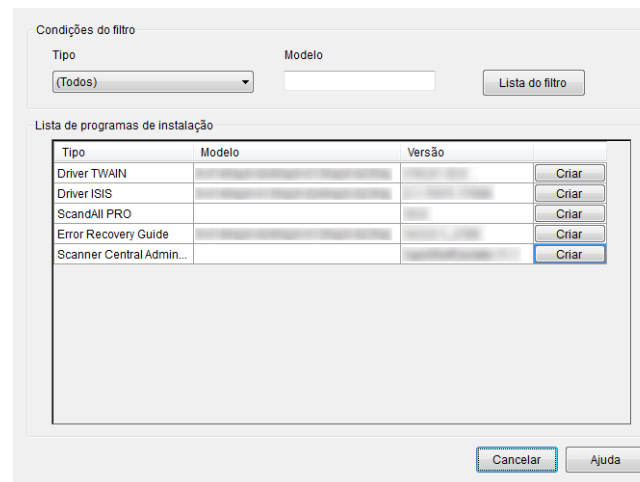 Condições do filtro
Tipo Modelo
(Todos) Lista do filtro
Lista de programas de instalação
Tipo Modelo Versão
Driver TWAIN Criar
Driver ISIS Criar
ScandAll PRO Criar
Error Recovery Guide Criar
Scanner Central Admin... Criar
Cancelar Ajuda